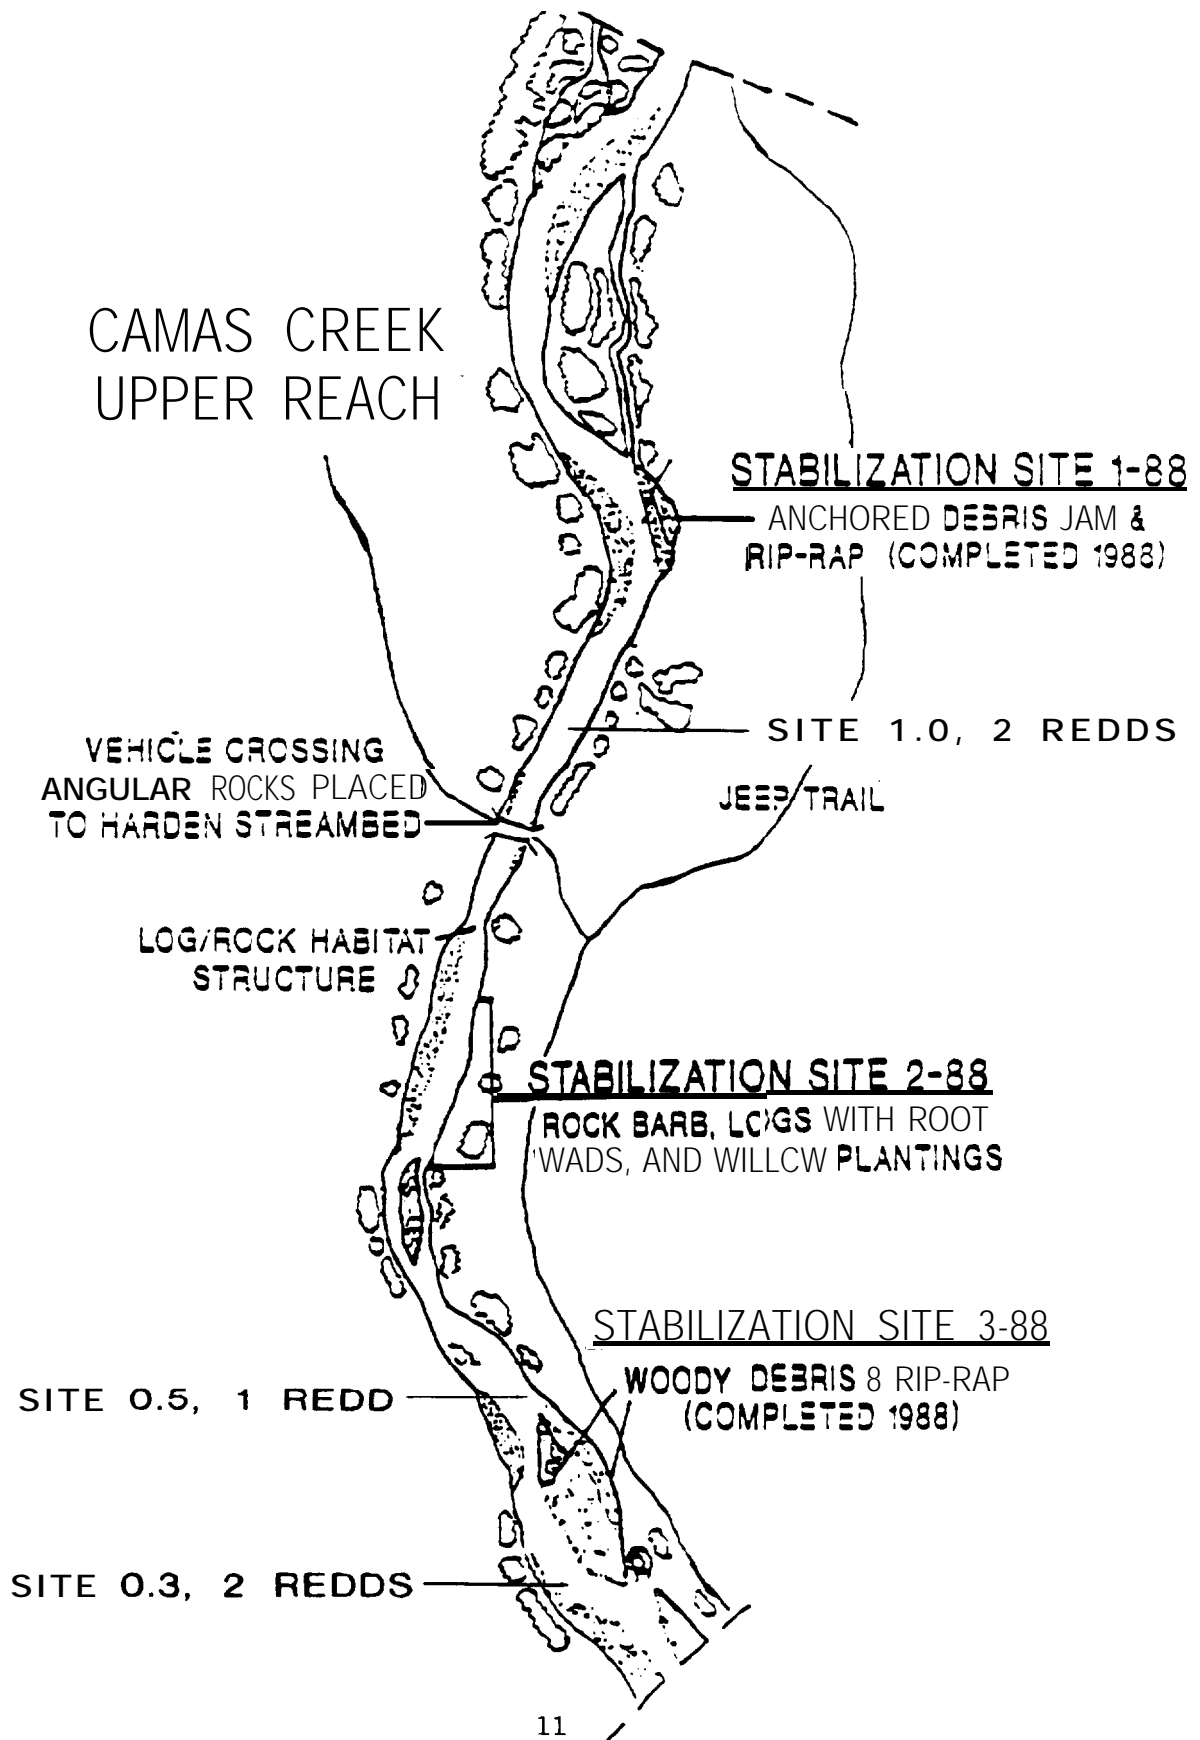 CAMAS CREEK
UPPER REACH
STABILIZATION SITE 1-88
ANCHORED DEBRIS JAM &
RIP-RAP (COMPLETED 1988)
SITE 1.0, 2 REDDS
VEHICLE CROSSING
ANGULAR ROCKS PLACED
TO HARDEN STREAMBED
JEEP TRAIL
LOG/ROCK HABITAT
STRUCTURE
STABILIZATION SITE 2-88
ROCK BARB, LOGS WITH ROOT
WADS, AND WILLCW PLANTINGS
STABILIZATION SITE 3-88
WOODY DEBRIS 8 RIP-RAP
(COMPLETED 1988)
SITE 0.5, 1 REDD
SITE 0.3, 2 REDDS
11